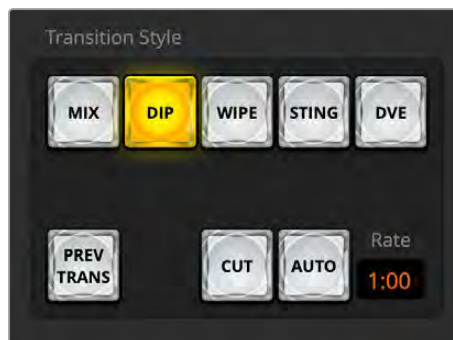 Transition Style
MIX DIP WIPE STING DVE
PREV TRANS CUT AUTO Rate 1:00